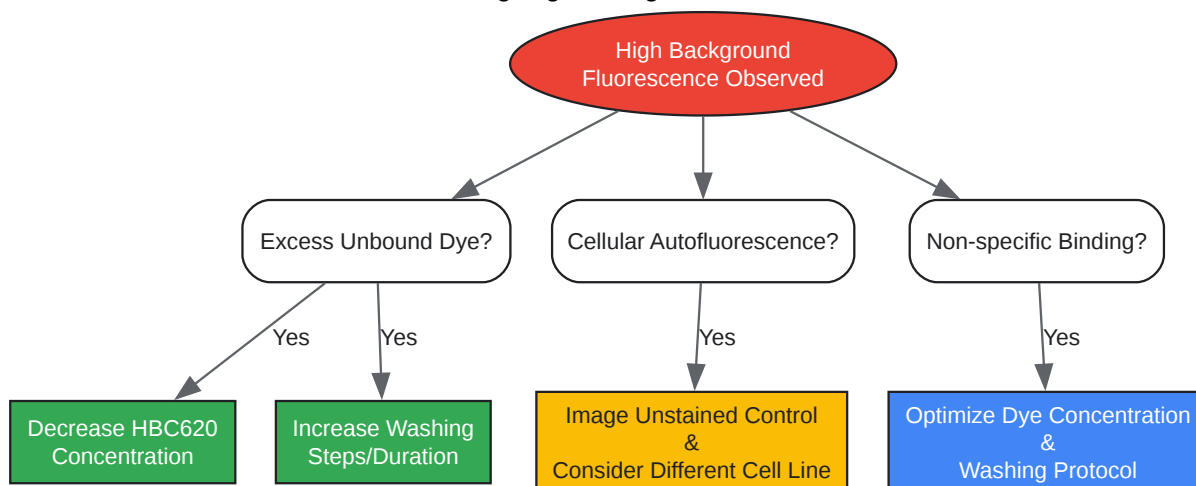 High Background
Fluorescence Observed
Excess Unbound Dye?
Cellular Autofluorescence?
Non-specific Binding?
Yes
Yes
Yes
Yes
Decrease HBC620
Concentration
Increase Washing
Steps/Duration
Image Unstained Control
&
Consider Different Cell Line
Optimize Dye Concentration
&
Washing Protocol